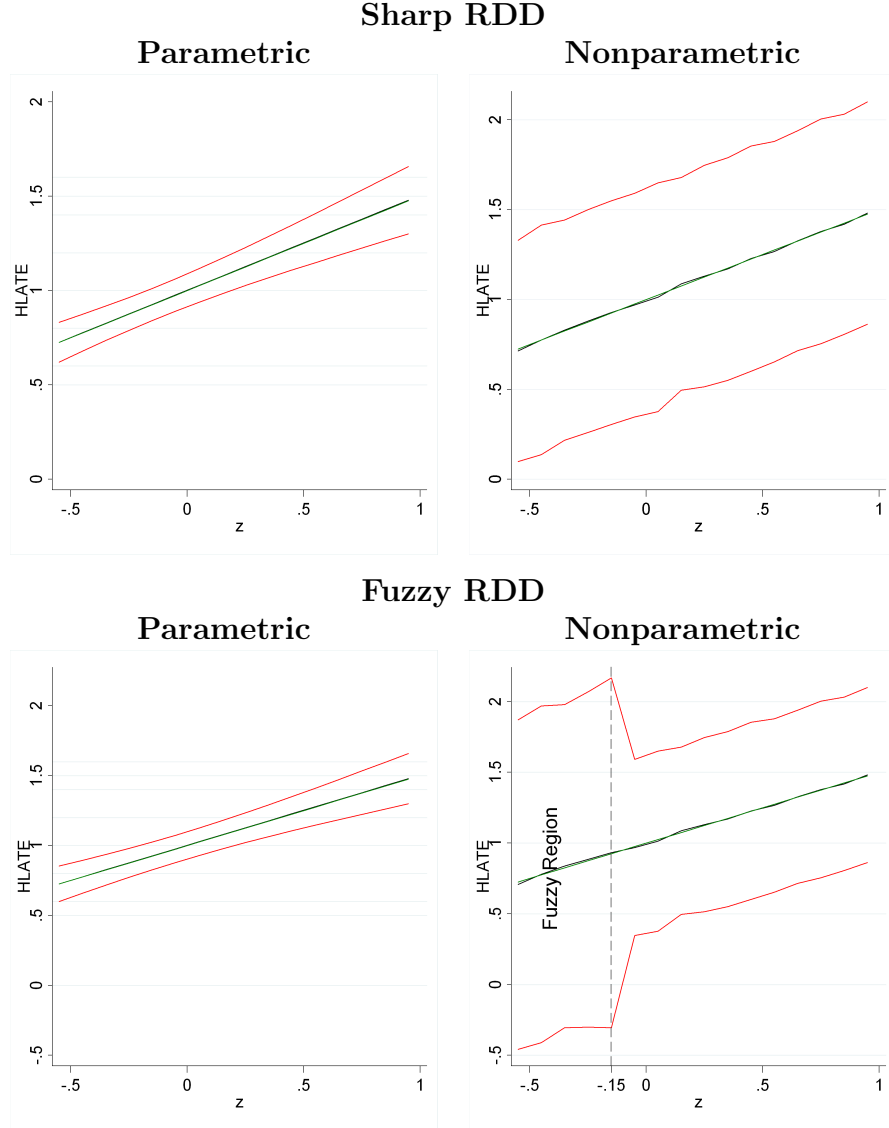 Sharp RDD
Parametric
2
1.5
1
.5
0
HLATE
-.5 0 .5 1
z
Nonparametric
2
1.5
1
.5
0
HLATE
-.5 0 .5 1
z
Fuzzy RDD
Parametric
2
1.5
1
.5
0
-.5
HLATE
-.5 0 .5 1
z
Nonparametric
2
1.5
1
.5
0
-.5
HLATE
Fuzzy Region
-.5 -.15 0 .5 1
z